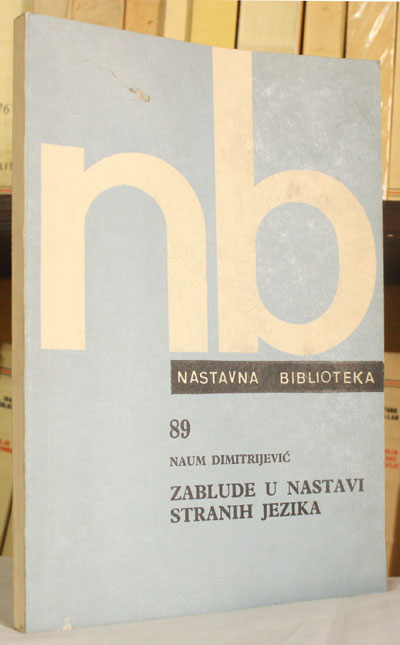 nb
NASTAVNA BIBLIOTEKA
89
NAUM DIMITRIJEVIĆ
ZABLUDE U NASTAVI
STRANIH JEZIKA